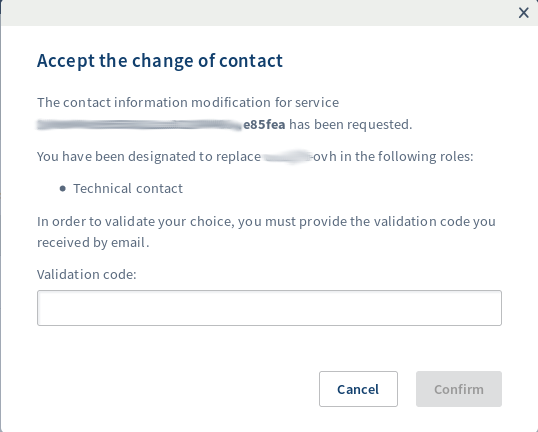 Accept the change of contact
The contact information modification for service
e85fea has been requested.
You have been designated to replace -ovh in the following roles:
Technical contact
In order to validate your choice, you must provide the validation code you
received by email.
Validation code:
Cancel
Confirm